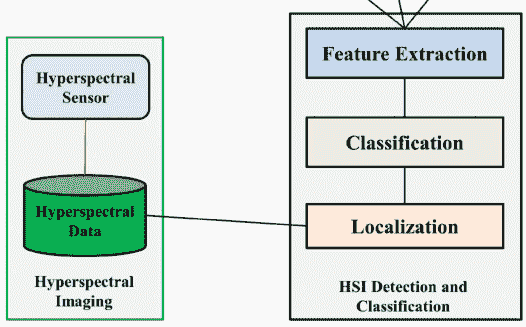 Hyperspectral
Sensor
Hyperspectral
Data
Hyperspectral
Imaging
Feature Extraction
Classification
Localization
HSI Detection and
Classification